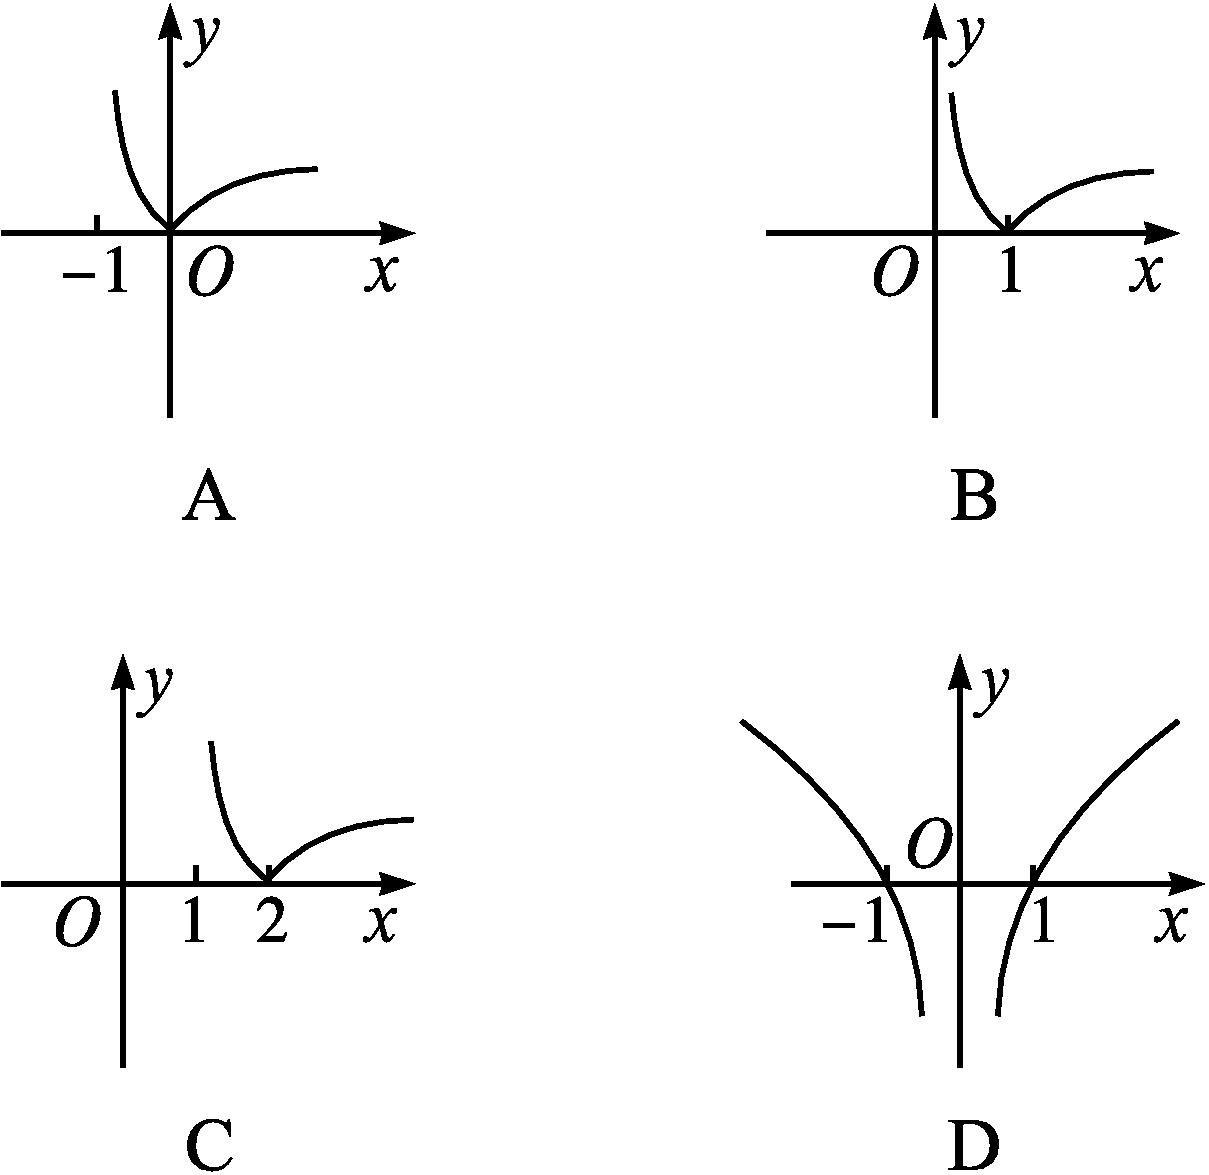 y y
−1 O x O 1 x
A B
y y
O
O 1 2 x −1 1 x
C D